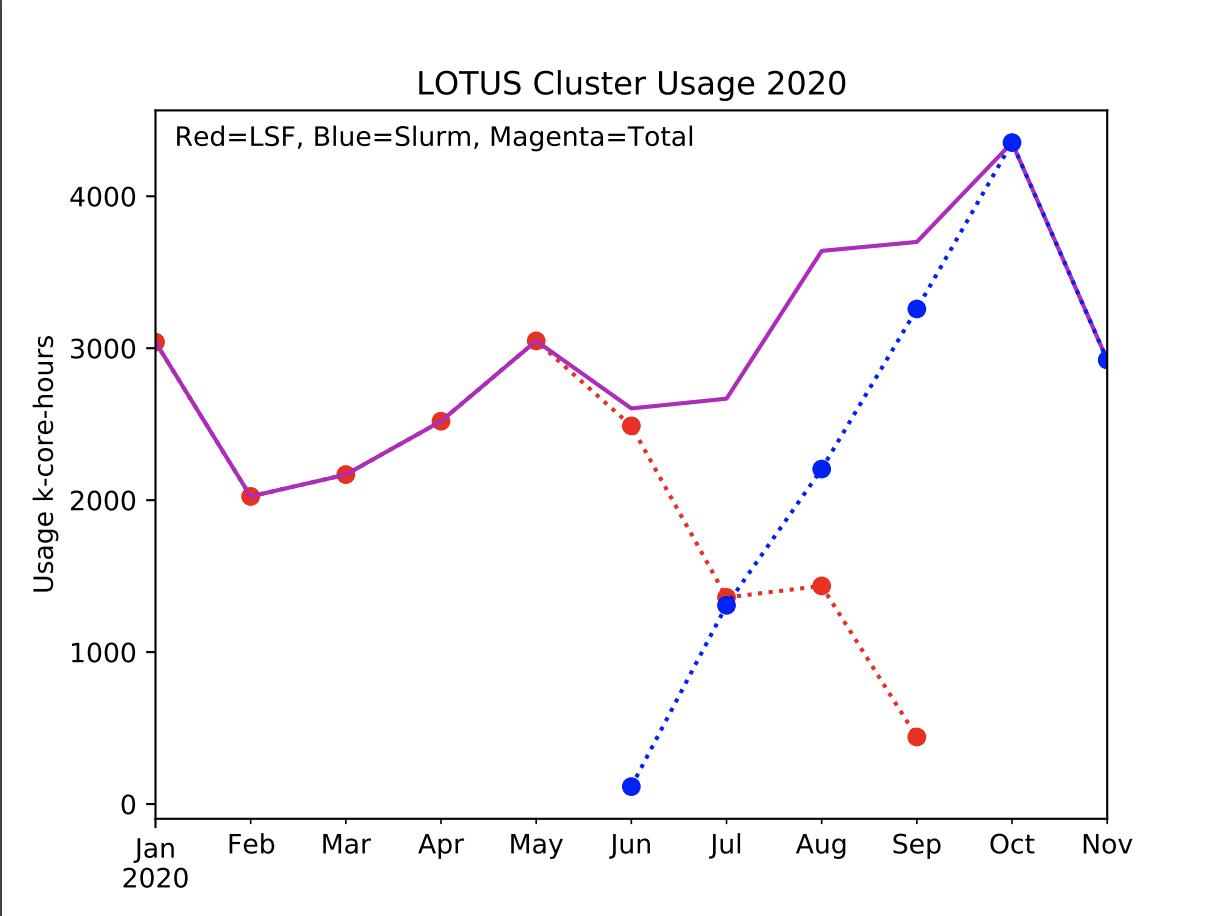 LOTUS Cluster Usage 2020
Red=LSF, Blue=Slurm, Magenta=Total
4000
3000
2000
1000
0
Usage k-core-hours
Jan Feb Mar Apr May Jun Jul Aug Sep Oct Nov
2020